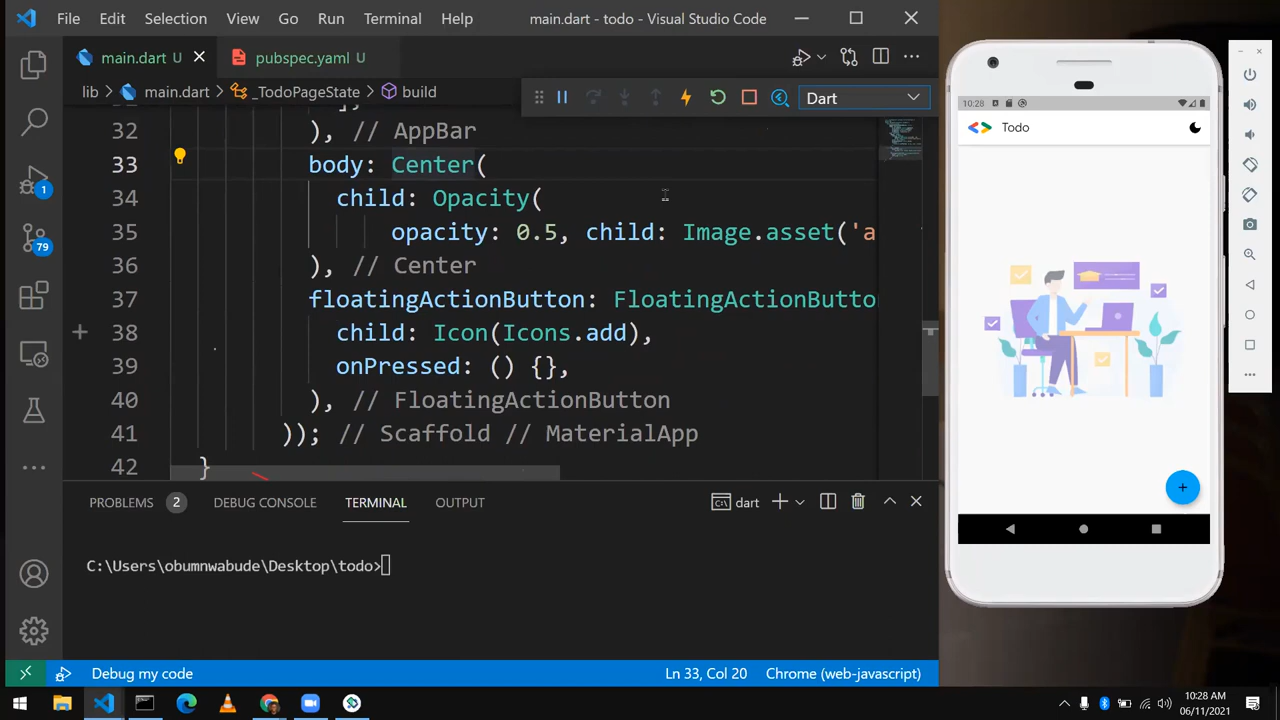 File Edit Selection View Go Run Terminal Help main.dart - todo - Visual Studio Code
main.dart U pubspec.yaml U
lib main.dart _TodoPageState build
Dart
32 ), // AppBar
33 body: Center(
34 child: Opacity(
35 opacity: 0.5, child: Image.asset('a
36 ), // Center
37 floatingActionButton: FloatingActionButto
38 child: Icon(Icons.add),
39 onPressed: () {},
40 ), // FloatingActionButton
41 )); // Scaffold // MaterialApp
42 }
1
79
PROBLEMS 2 DEBUG CONSOLE TERMINAL OUTPUT dart
C:\Users\obumnwabude\Desktop\todo>
Debug my code Ln 33, Col 20 Chrome (web-javascript)
10:28
Todo
10:28 AM
06/11/2021